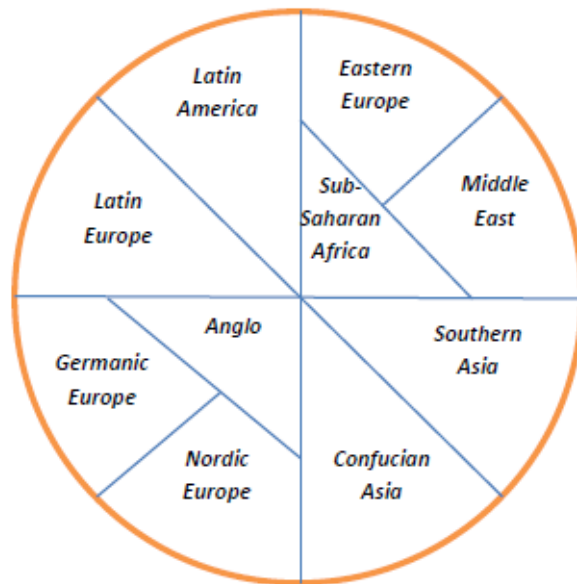 Latin
America
Eastern
Europe
Sub-
Saharan
Africa
Middle
East
Latin
Europe
Anglo
Southern
Asia
Germanic
Europe
Nordic
Europe
Confucian
Asia